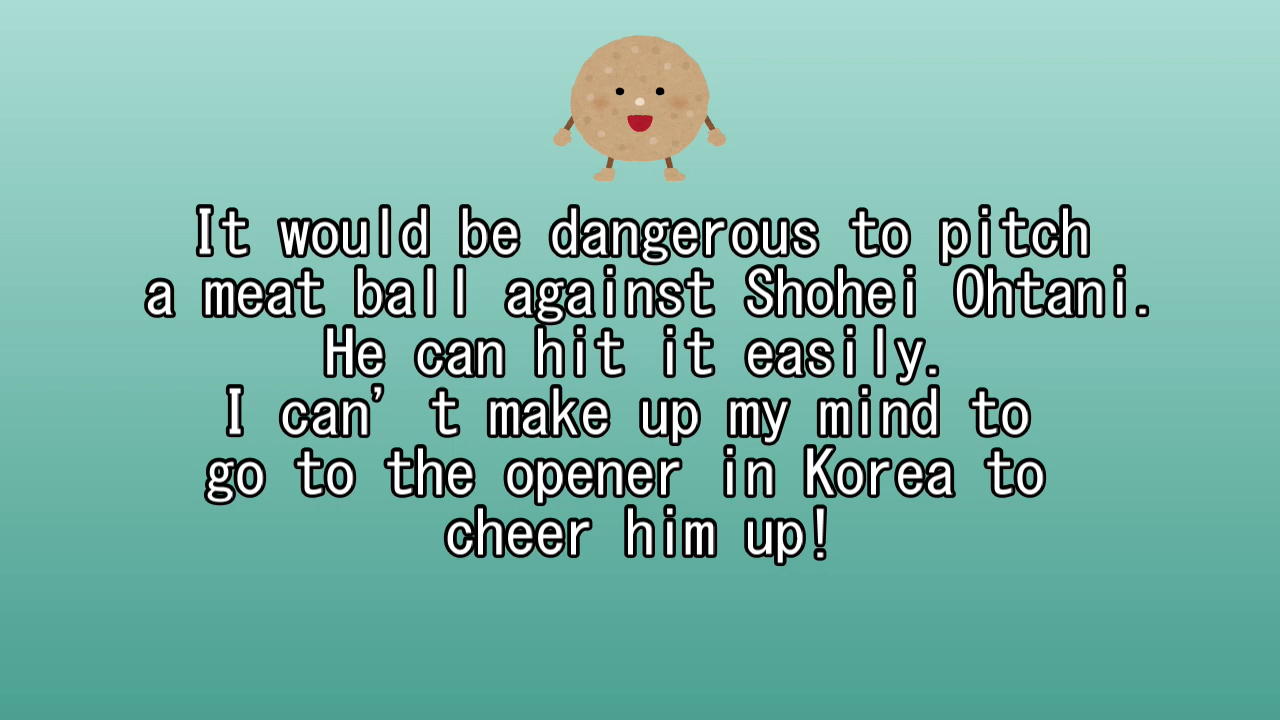 It would be dangerous to pitch
a meat ball against Shohei Ohtani.
He can hit it easily.
I can’t make up my mind to
go to the opener in Korea to
cheer him up!